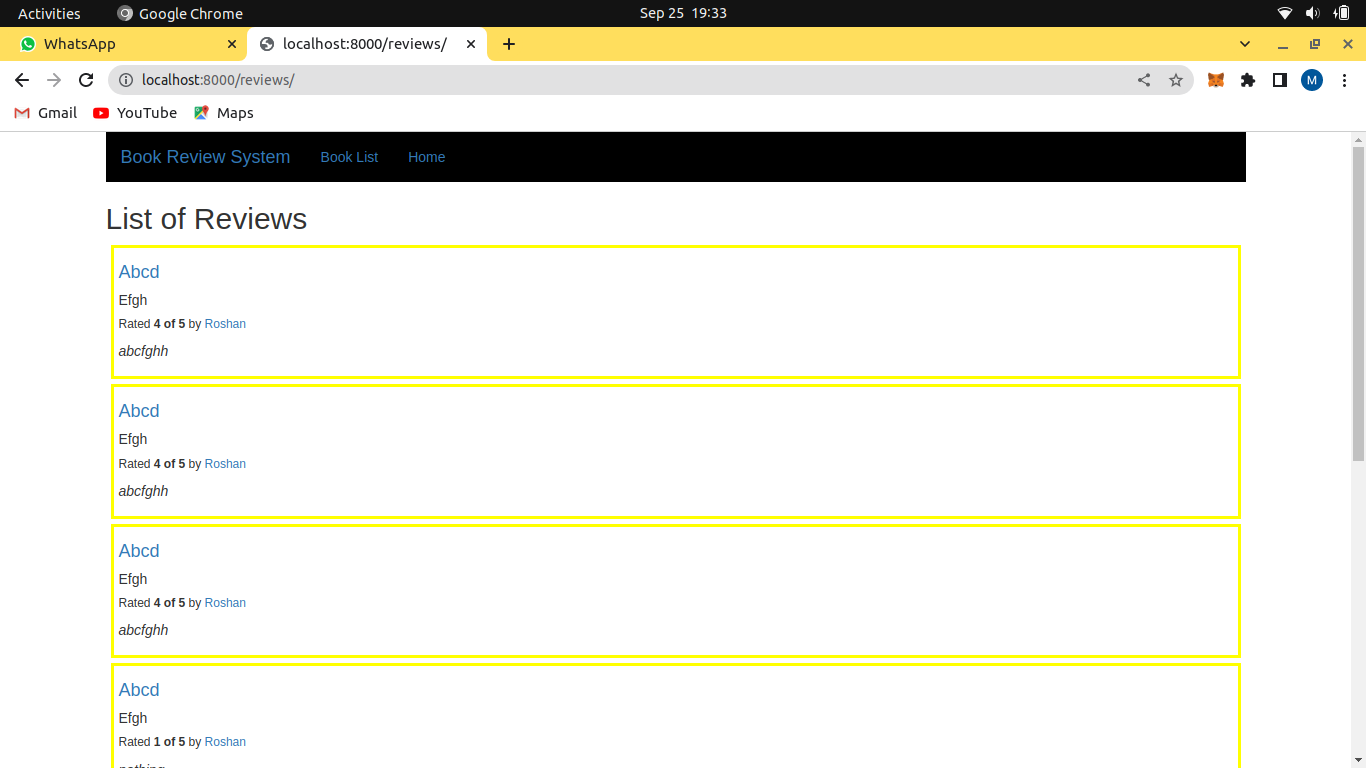 Activities Google Chrome Sep 25 19:33
WhatsApp localhost:8000/reviews/
localhost:8000/reviews/ M
Gmail YouTube Maps
Book Review System Book List Home
List of Reviews
Abcd
Efgh
Rated 4 of 5 by Roshan
abcfghh
Abcd
Efgh
Rated 4 of 5 by Roshan
abcfghh
Abcd
Efgh
Rated 4 of 5 by Roshan
abcfghh
Abcd
Efgh
Rated 1 of 5 by Roshan